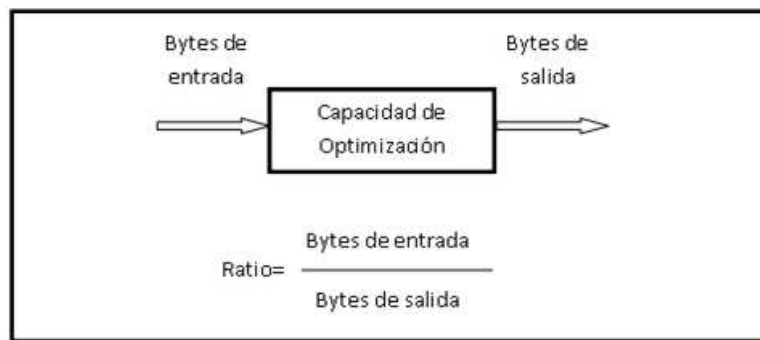 Bytes de
entrada
Bytes de
salida
Capacidad de
Optimización
Bytes de entrada
Ratio=
Bytes de salida